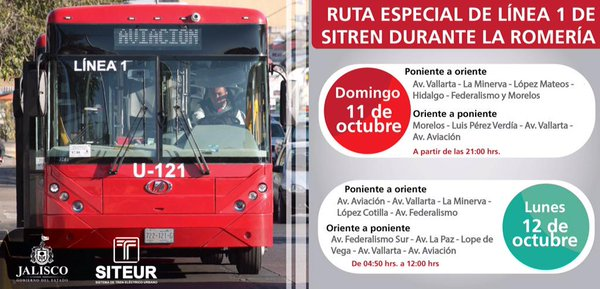 AVIACIÓN
LÍNEA 1
U-121
JALISCO
GOBIERNO DEL ESTADO
SITEUR
SISTEMA DE TREN ELÉCTRICO URBANO
RUTA ESPECIAL DE LÍNEA 1 DE
SITREN DURANTE LA ROMERÍA
Domingo
11 de
octubre
Poniente a oriente
Av. Vallarta - La Minerva - López Mateos -
Hidalgo - Federalismo y Morelos
Oriente a poniente
Morelos - Luis Pérez Verdía - Av. Vallarta -
Av. Aviación
A partir de las 21:00 hrs.
Poniente a oriente
Av. Aviación - Av. Vallarta - La Minerva -
López Cotilla - Av. Federalismo
Oriente a poniente
Av. Federalismo Sur - Av. La Paz - Lope de
Vega - Av. Vallarta - Av. Aviación
De 04:50 hrs. a 12:00 hrs
Lunes
12 de
octubre